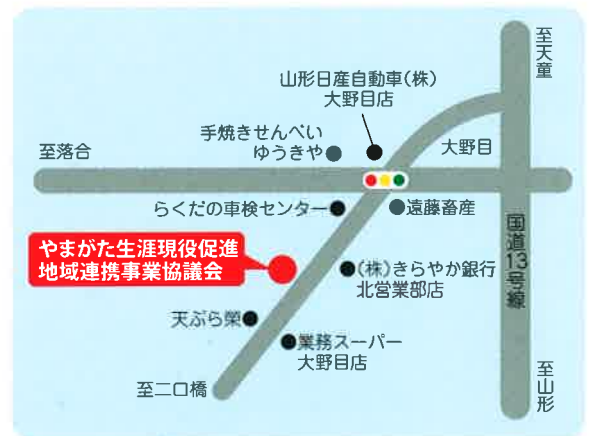 至天童
山形日産自動車(株)
大野目店
手焼きせんべい
ゆうきや
大野目
至落合
らくだの車検センター
遠藤畜産
国道13号線
やまがた生涯現役促進
地域連携事業協議会
(株)きらやか銀行
北営業部店
天ぷら榮
業務スーパー
大野目店
至二口橋
至山形